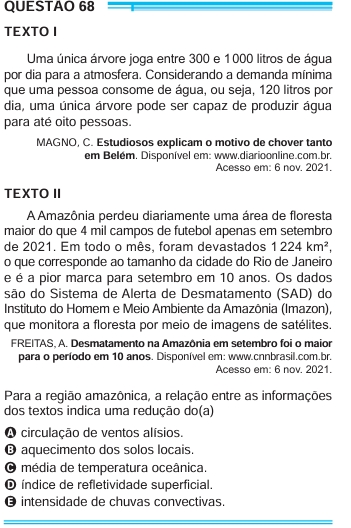 QUESTÃO 68
TEXTO I
Uma única árvore joga entre 300 e 1 000 litros de água
por dia para a atmosfera. Considerando a demanda mínima
que uma pessoa consome de água, ou seja, 120 litros por
dia, uma única árvore pode ser capaz de produzir água
para até oito pessoas.
MAGNO, C. Estudiosos explicam o motivo de chover tanto
em Belém. Disponível em: www.diarioonline.com.br.
Acesso em: 6 nov. 2021.
TEXTO II
A Amazônia perdeu diariamente uma área de floresta
maior do que 4 mil campos de futebol apenas em setembro
de 2021. Em todo o mês, foram devastados 1 224 km²,
o que corresponde ao tamanho da cidade do Rio de Janeiro
e é a pior marca para setembro em 10 anos. Os dados
são do Sistema de Alerta de Desmatamento (SAD) do
Instituto do Homem e Meio Ambiente da Amazônia (Imazon),
que monitora a floresta por meio de imagens de satélites.
FREITAS, A. Desmatamento na Amazônia em setembro foi o maior
para o período em 10 anos. Disponível em: www.cnnbrasil.com.br.
Acesso em: 6 nov. 2021.
Para a região amazônica, a relação entre as informações
dos textos indica uma redução do(a)
A circulação de ventos alísios.
B aquecimento dos solos locais.
C média de temperatura oceânica.
D índice de refletividade superficial.
E intensidade de chuvas convectivas.